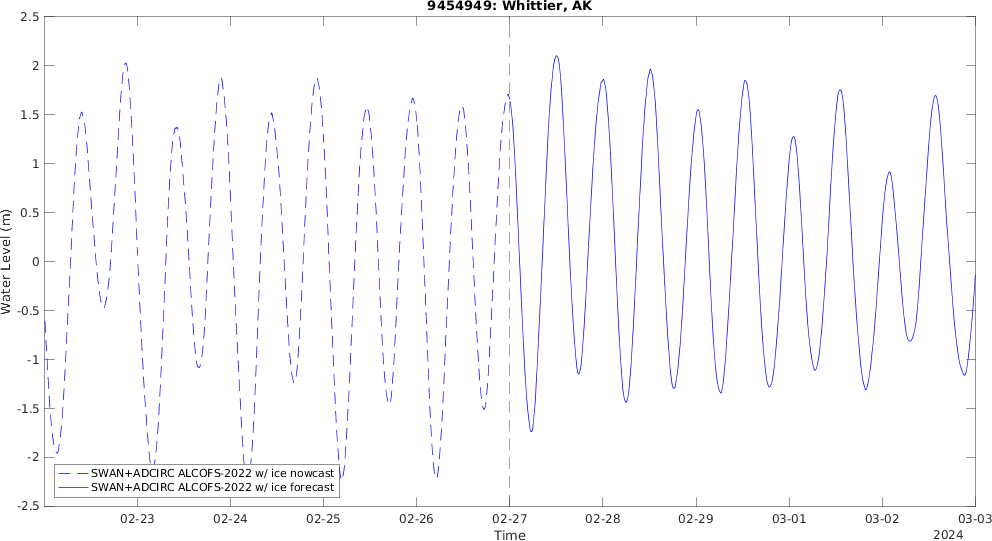 9454949: Whittier, AK
2.5
2
1.5
1
0.5
0
-0.5
-1
-1.5
-2
-2.5
Water Level (m)
SWAN+ADCIRC ALCOFS-2022 w/ ice nowcast
SWAN+ADCIRC ALCOFS-2022 w/ ice forecast
02-23 02-24 02-25 02-26 02-27 02-28 02-29 03-01 03-02 03-03
Time
2024